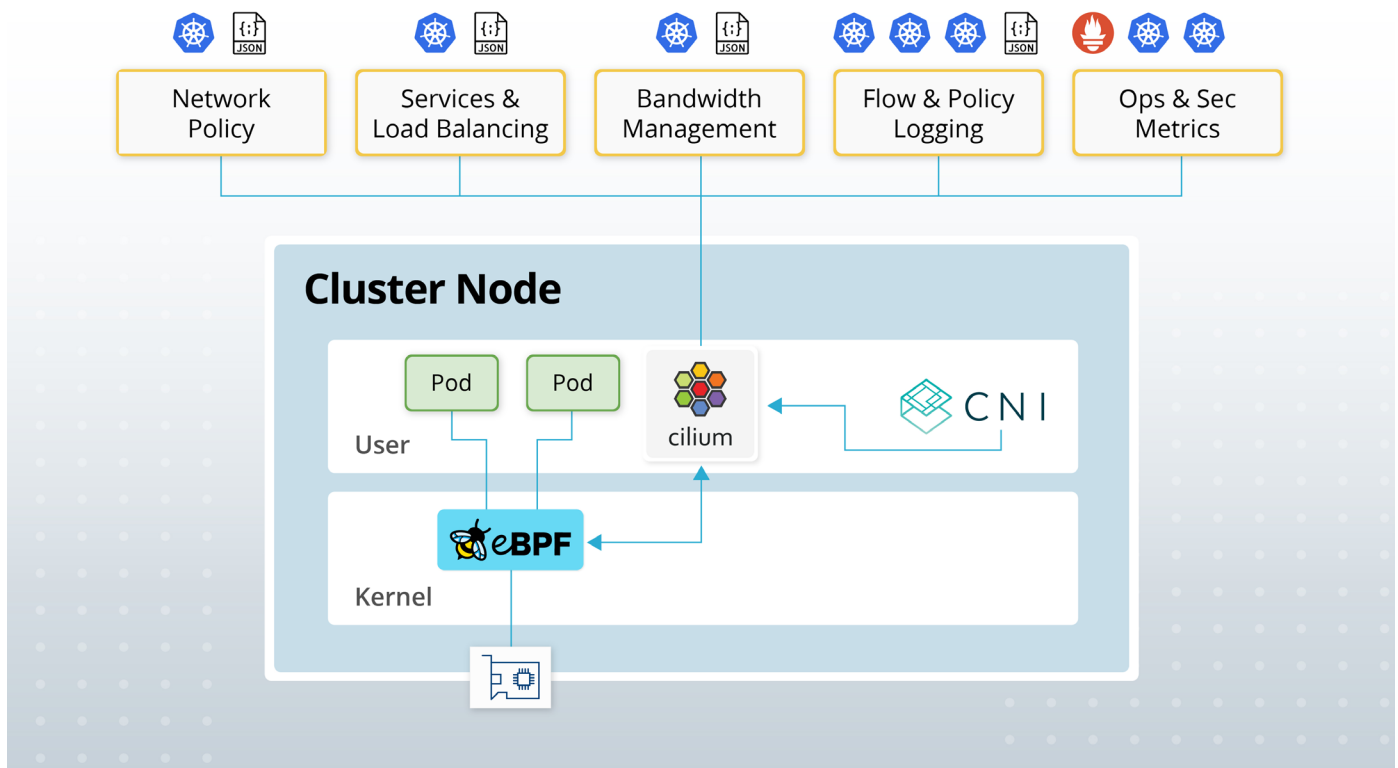 {;}
JSON
{;}
JSON
{;}
JSON
{;}
JSON
Network
Policy
Services &
Load Balancing
Bandwidth
Management
Flow & Policy
Logging
Ops & Sec
Metrics
Cluster Node
Pod
Pod
cilium
CNI
User
eBPF
Kernel